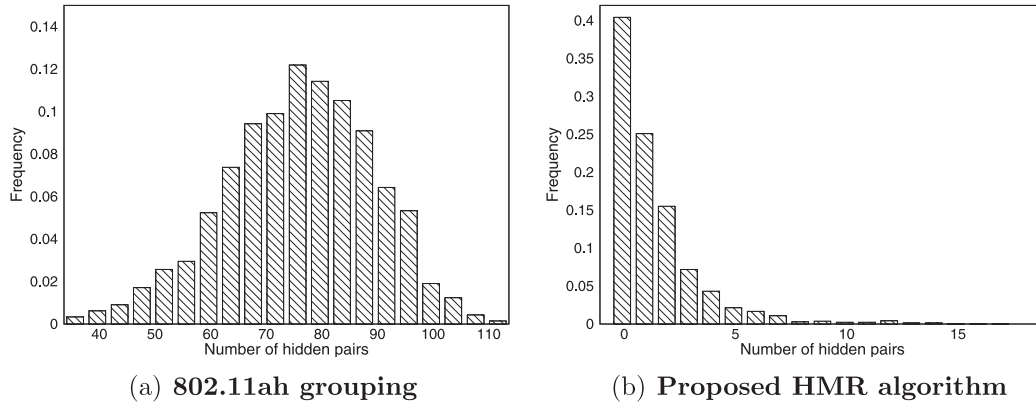 0.14
0.12
0.1
0.08
0.06
0.04
0.02
0
Frequency
40 50 60 70 80 90 100 110
Number of hidden pairs
(a) 802.11ah grouping
0.4
0.35
0.3
0.25
0.2
0.15
0.1
0.05
0
Frequency
0 5 10 15
Number of hidden pairs
(b) Proposed HMR algorithm